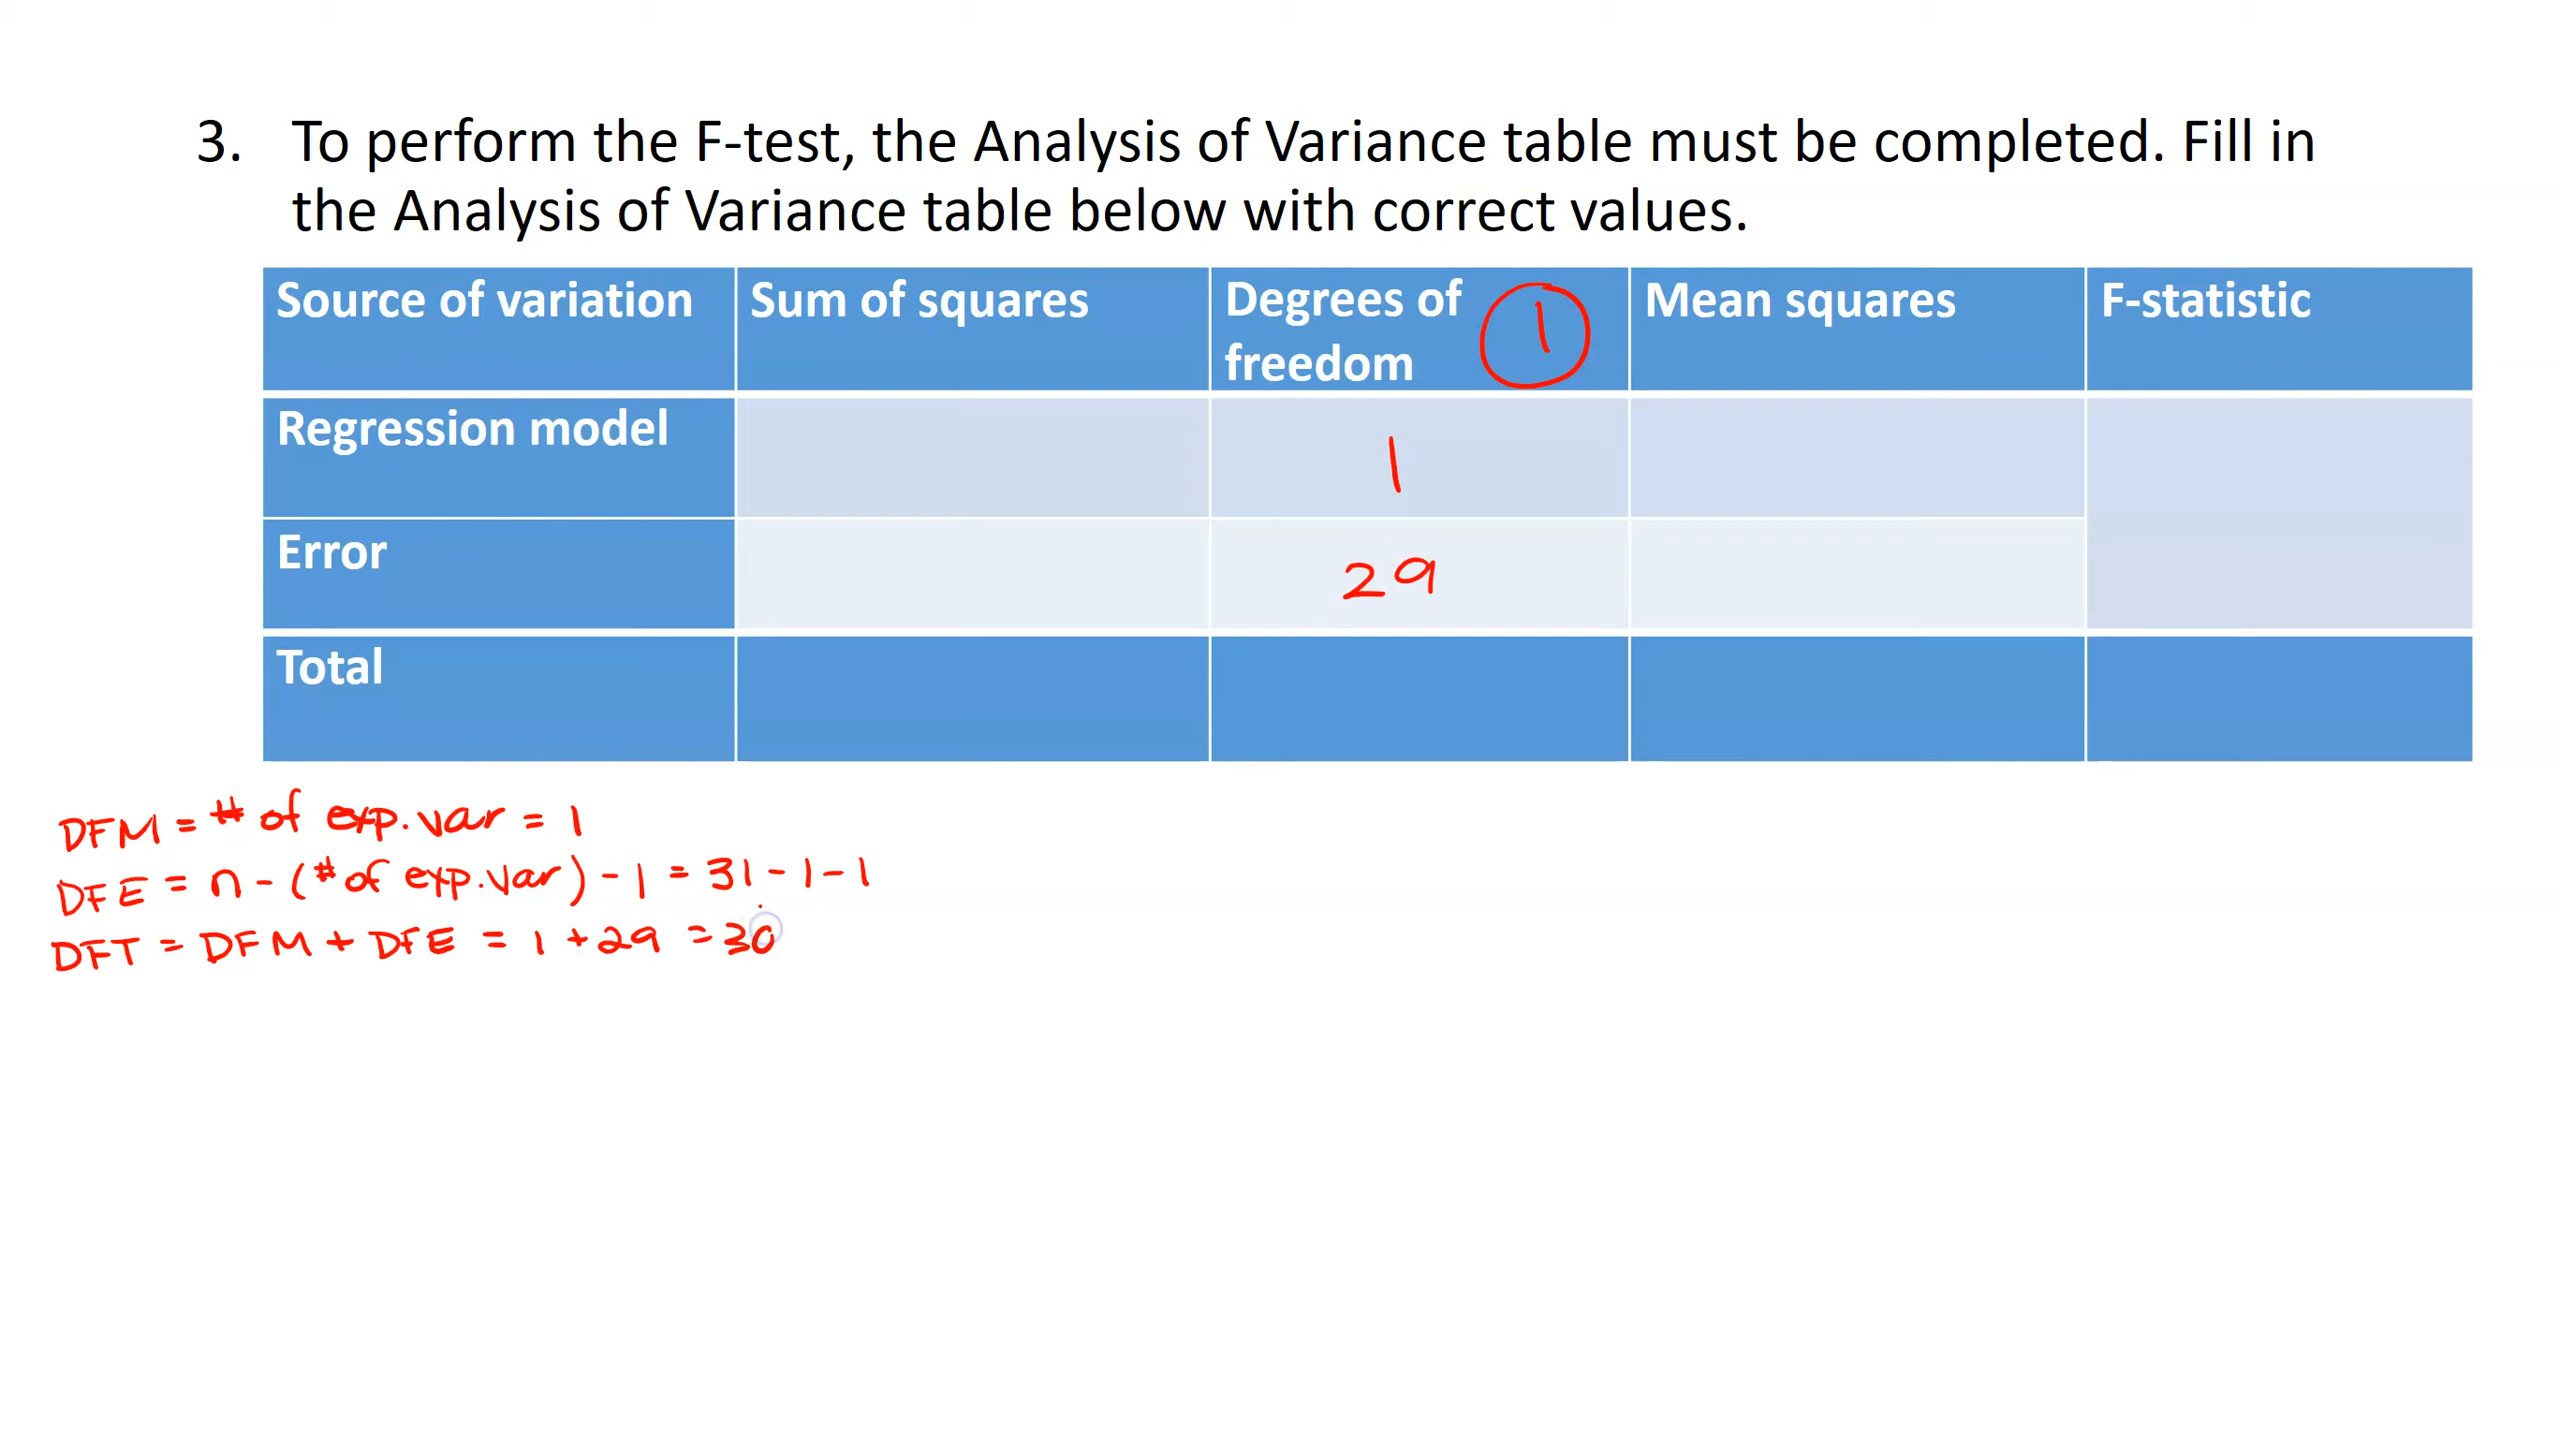 3. To perform the F-test, the Analysis of Variance table must be completed. Fill in
the Analysis of Variance table below with correct values.
Source of variation Sum of squares Degrees of freedom 1 Mean squares F-statistic
Regression model 1
Error 29
Total
DFM = # of exp. var = 1
DFE = n - (# of exp. var) - 1 = 31 - 1 - 1
DFT = DFM + DFE = 1 + 29 = 30